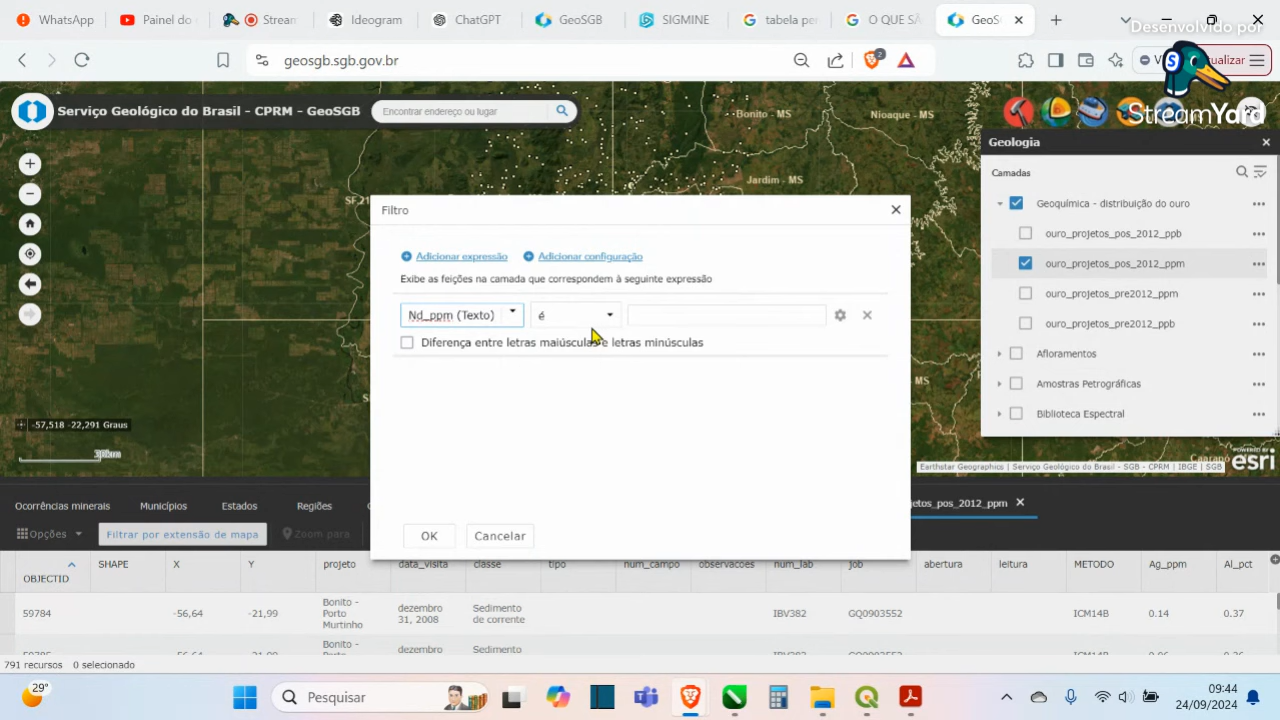 WhatsApp
Painel do
Stream
Ideogram
ChatGPT
GeoSGB
SIGMINE
tabela per
O QUE SÃ
GeoS
Desenvolvido por
geosgb.sgb.gov.br
2
StreamYard
Serviço Geológico do Brasil - CPRM - GeoSGB
Encontrar endereço ou lugar
Bonito - MS
Nioaque - MS
Jardim - MS
SF21
Geologia
Camadas
Geoquímica - distribuição do ouro
ouro_projetos_pos_2012_ppb
ouro_projetos_pos_2012_ppm
ouro_projetos_pre2012_ppm
ouro_projetos_pre2012_ppb
Afloramentos
Amostras Petrográficas
Biblioteca Espectral
Filtro
Adicionar expressão
Adicionar configuração
Exibe as feições na camada que correspondem à seguinte expressão
Nd_ppm (Texto)
é
Diferença entre letras maiúsculas e letras minúsculas
OK
Cancelar
MS
-57,518 -22,291 Graus
Earthstar Geographics | Serviço Geológico do Brasil - SGB - CPRM | IBGE | SGB
POWERED BY
esri
Ocorrências minerais
Municípios
Estados
Regiões
jetos_pos_2012_ppm
Opções
Filtrar por extensão de mapa
Zoom para
OBJECTID
SHAPE
X
Y
projeto
data_visita
classe
tipo
num_campo
observacoes
num_lab
job
abertura
leitura
METODO
Ag_ppm
Al_pct
59784
-56,64
-21,99
Bonito - Porto Murtinho
dezembro 31, 2008
Sedimento de corrente
IBV382
GQ0903552
ICM14B
0.14
0.37
Bonito -
791 recursos
0 selecionado
29°
Pesquisar
09:44
24/09/2024